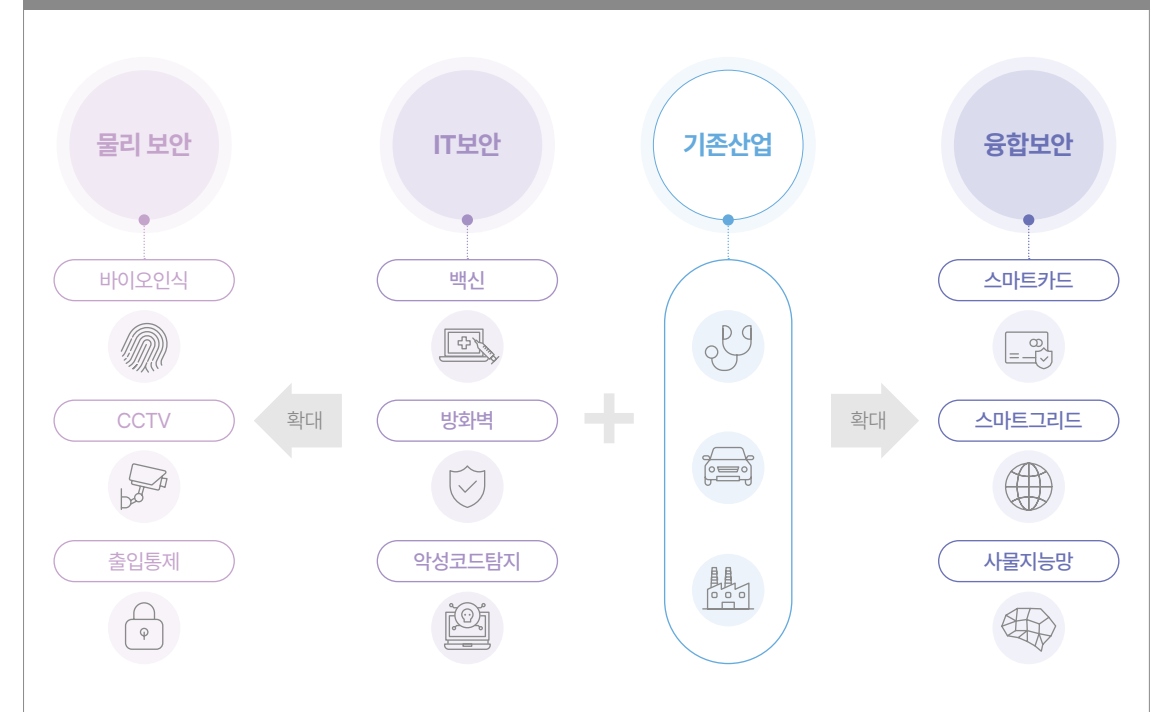 물리 보안
IT보안
기존산업
융합보안
바이오인식
백신
스마트카드
CCTV
확대
방화벽
+
확대
스마트그리드
출입통제
악성코드탐지
사물지능망